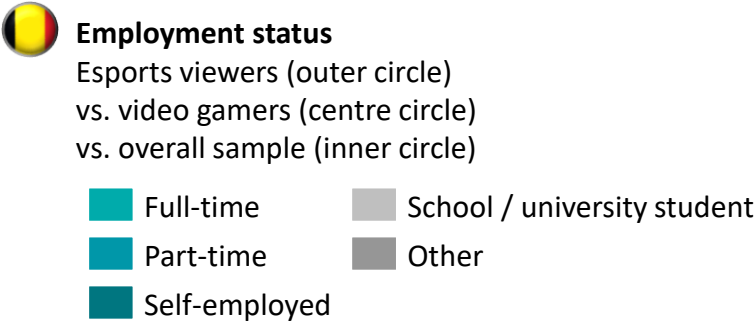 Employment status
Esports viewers (outer circle)
vs. video gamers (centre circle)
vs. overall sample (inner circle)
Full-time
School / university student
Part-time
Other
Self-employed